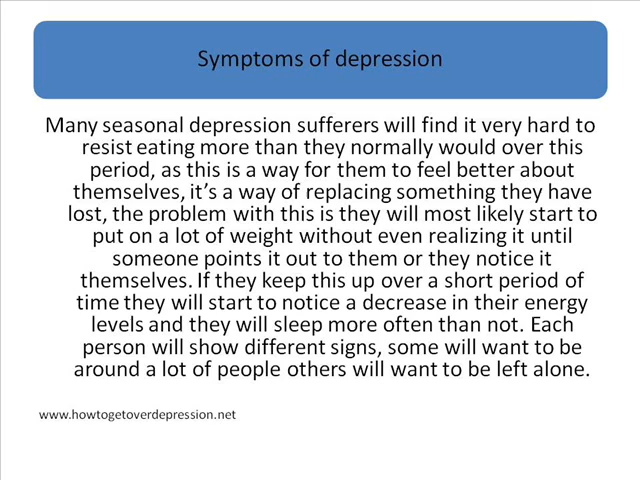 Symptoms of depression
Many seasonal depression sufferers will find it very hard to
resist eating more than they normally would over this
period, as this is a way for them to feel better about
themselves, it’s a way of replacing something they have
lost, the problem with this is they will most likely start to
put on a lot of weight without even realizing it until
someone points it out to them or they notice it
themselves. If they keep this up over a short period of
time they will start to notice a decrease in their energy
levels and they will sleep more often than not. Each
person will show different signs, some will want to be
around a lot of people others will want to be left alone.
www.howtogetoverdepression.net